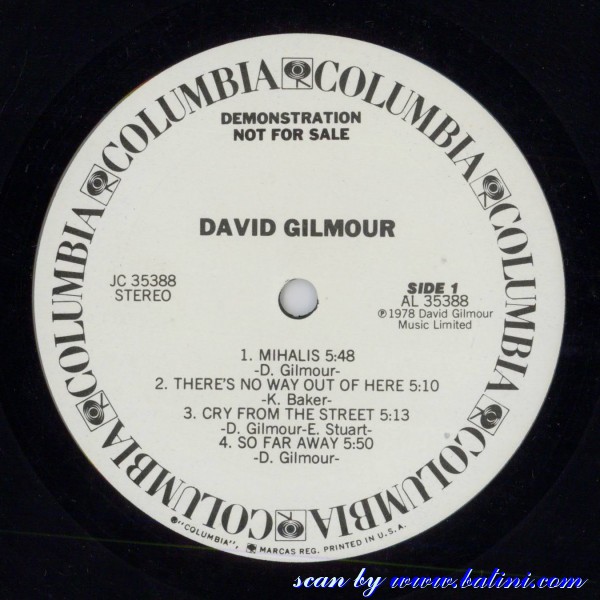 COLUMBIA COLUMBIA COLUMBIA COLUMBIA COLUMBIA COLUMBIA
DEMONSTRATION
NOT FOR SALE
DAVID GILMOUR
JC 35388
STEREO
SIDE 1
AL 35388
℗1978 David Gilmour
Music Limited
1. MIHALIS 5:48
-D. Gilmour-
2. THERE'S NO WAY OUT OF HERE 5:10
-K. Baker-
3. CRY FROM THE STREET 5:13
-D. Gilmour-E. Stuart-
4. SO FAR AWAY 5:50
-D. Gilmour-
"COLUMBIA", MARCAS REG. PRINTED IN U.S.A.
scan by www.batini.com